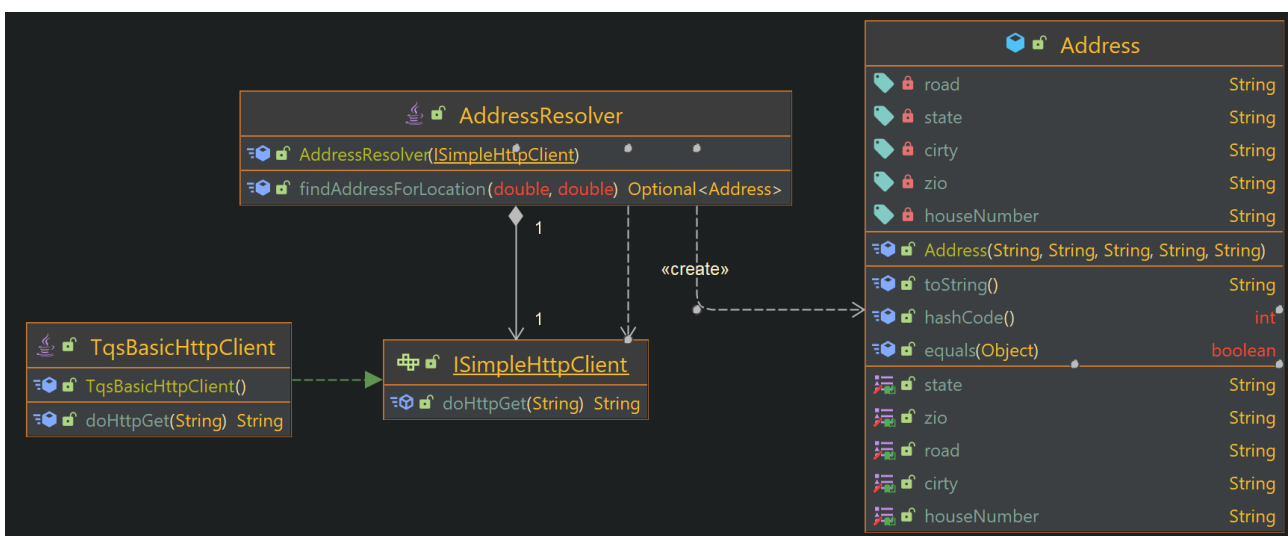 AddressResolver
AddressResolver(ISimpleHttpClient)
findAddressForLocation(double, double) Optional<Address>
1
«create»
1
TqsBasicHttpClient
TqsBasicHttpClient()
doHttpGet(String) String
ISimpleHttpClient
doHttpGet(String) String
Address
road String
state String
cirty String
zio String
houseNumber String
Address(String, String, String, String, String)
toString() String
hashCode() int
equals(Object) boolean
state String
zio String
road String
cirty String
houseNumber String